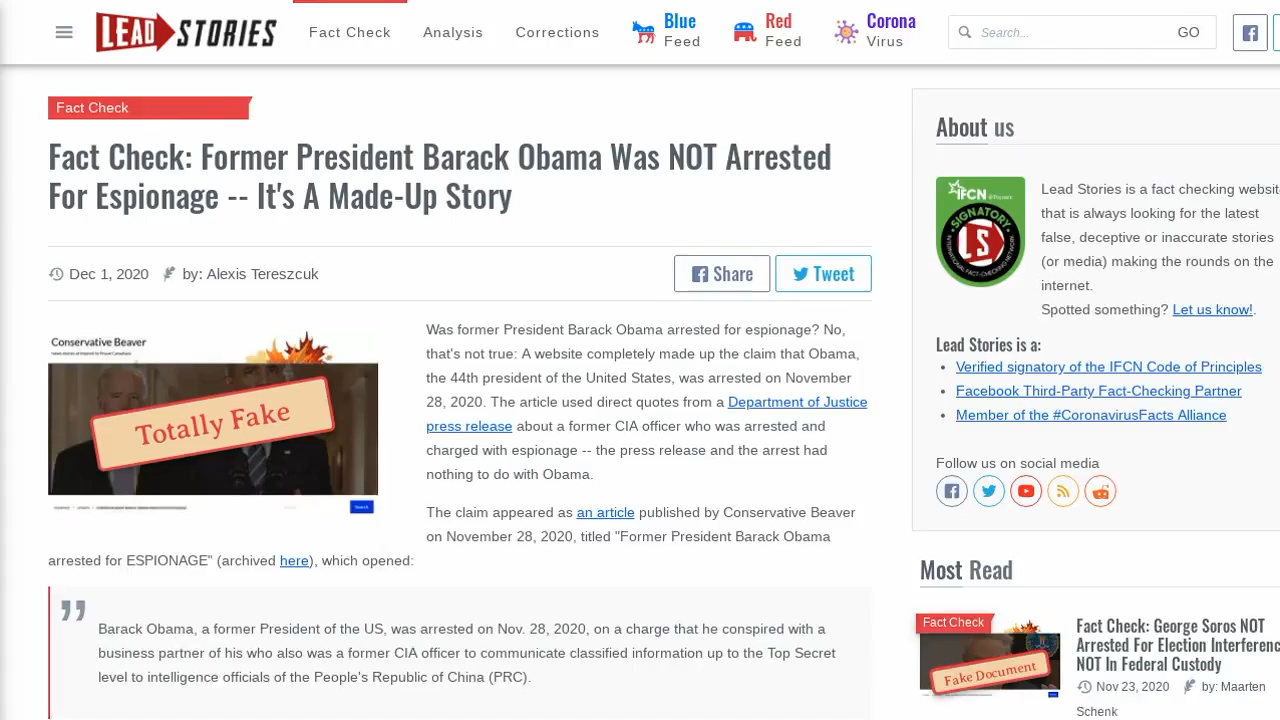 LEAD STORIES
Fact Check
Analysis
Corrections
Blue
Feed
Red
Feed
Corona
Virus
Search...
GO
Fact Check
Fact Check: Former President Barack Obama Was NOT Arrested
For Espionage -- It's A Made-Up Story
Dec 1, 2020 by: Alexis Tereszcuk
Share
Tweet
Conservative Beaver
Totally Fake
Was former President Barack Obama arrested for espionage? No,
that's not true: A website completely made up the claim that Obama,
the 44th president of the United States, was arrested on November
28, 2020. The article used direct quotes from a Department of Justice
press release about a former CIA officer who was arrested and
charged with espionage -- the press release and the arrest had
nothing to do with Obama.
The claim appeared as an article published by Conservative Beaver
on November 28, 2020, titled "Former President Barack Obama
arrested for ESPIONAGE" (archived here), which opened:
Barack Obama, a former President of the US, was arrested on Nov. 28, 2020, on a charge that he conspired with a
business partner of his who also was a former CIA officer to communicate classified information up to the Top Secret
level to intelligence officials of the People's Republic of China (PRC).
About us
IFCN
SIGNATORY
LS
INTERNATIONAL FACT-CHECKING NETWORK
Lead Stories is a fact checking website
that is always looking for the latest
false, deceptive or inaccurate stories
(or media) making the rounds on the
internet.
Spotted something? Let us know!.
Lead Stories is a:
Verified signatory of the IFCN Code of Principles
Facebook Third-Party Fact-Checking Partner
Member of the #CoronavirusFacts Alliance
Follow us on social media
Most Read
Fact Check
Fake Document
Fact Check: George Soros NOT
Arrested For Election Interferenc
NOT In Federal Custody
Nov 23, 2020 by: Maarten
Schenk